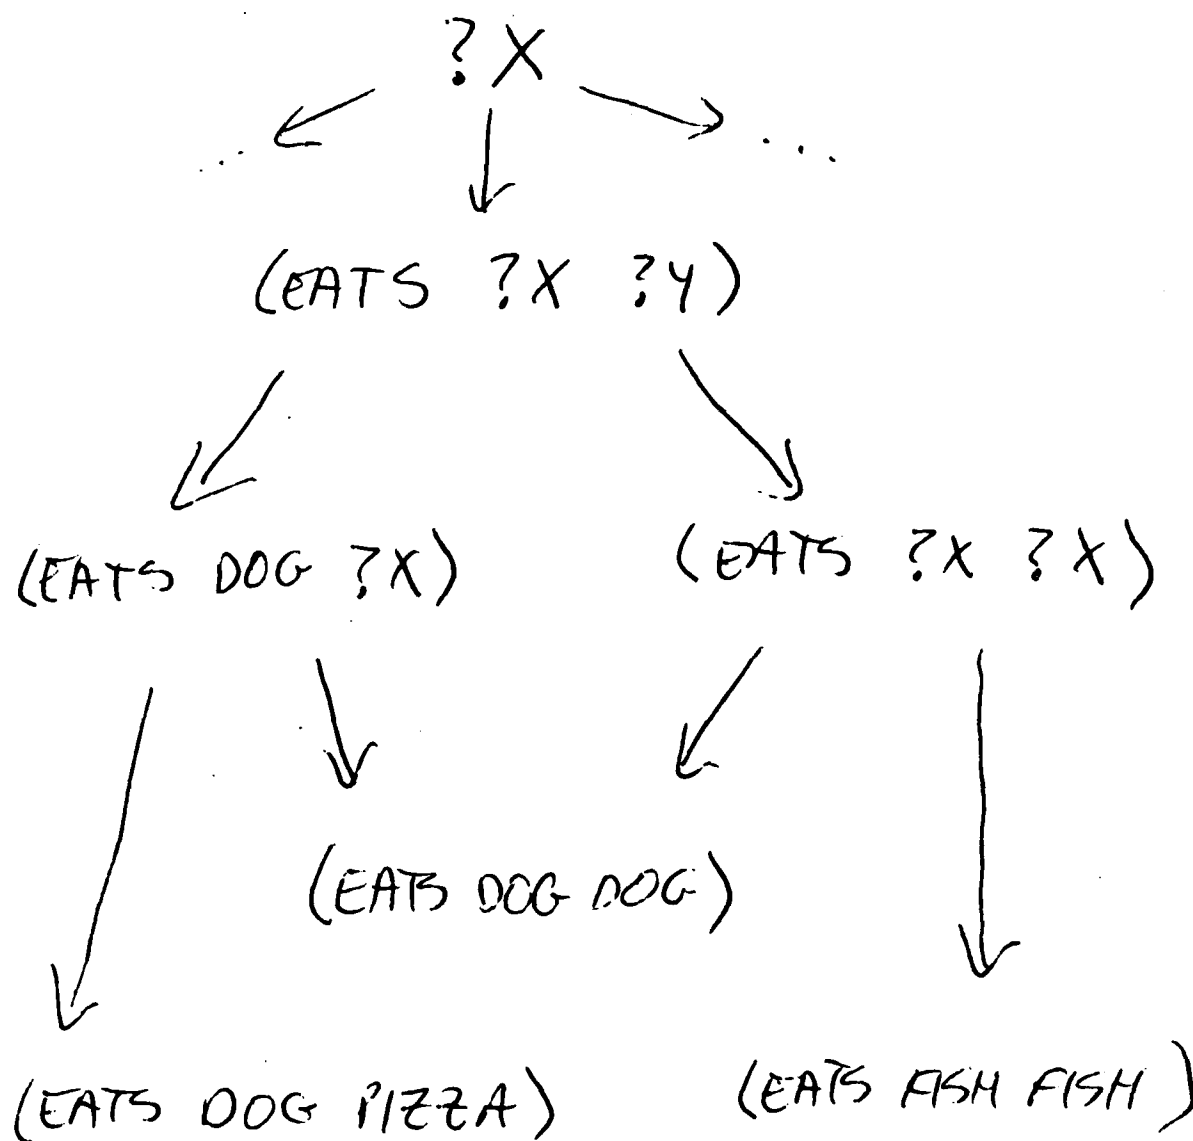 ?X
... ...
(EATS ?X ?Y)
(EATS DOG ?X) (EATS ?X ?X)
(EATS DOG DOG)
(EATS DOG PIZZA) (EATS FISH FISH)